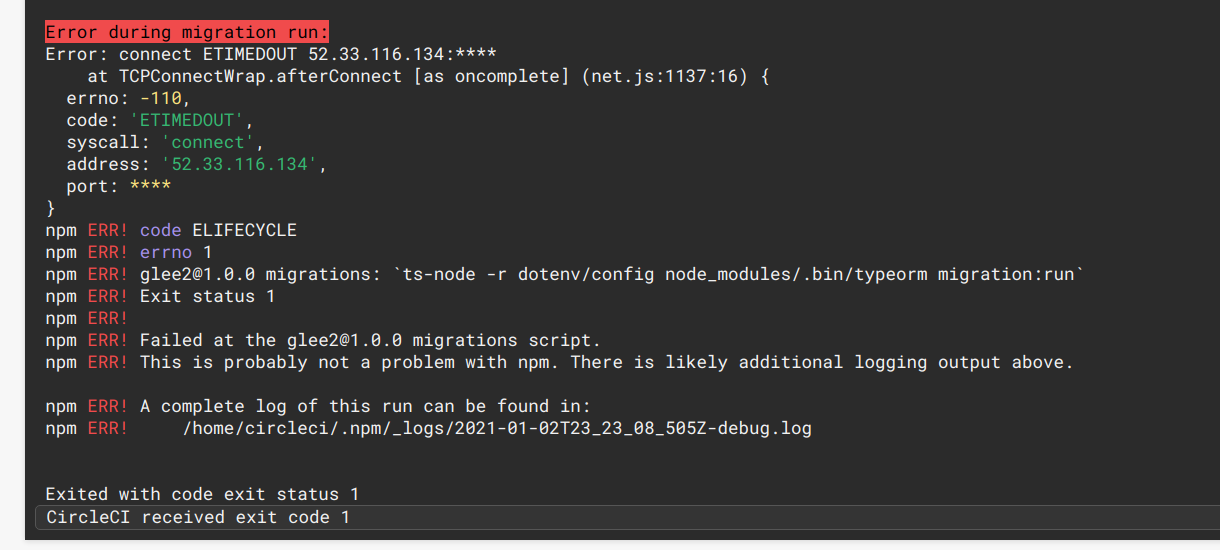 Error during migration run:
Error: connect ETIMEDOUT 52.33.116.134:****
    at TCPConnectWrap.afterConnect [as oncomplete] (net.js:1137:16) {
  errno: -110,
  code: 'ETIMEDOUT',
  syscall: 'connect',
  address: '52.33.116.134',
  port: ****
}
npm ERR! code ELIFECYCLE
npm ERR! errno 1
npm ERR! glee2@1.0.0 migrations: `ts-node -r dotenv/config node_modules/.bin/typeorm migration:run`
npm ERR! Exit status 1
npm ERR!
npm ERR! Failed at the glee2@1.0.0 migrations script.
npm ERR! This is probably not a problem with npm. There is likely additional logging output above.
npm ERR! A complete log of this run can be found in:
npm ERR!     /home/circleci/.npm/_logs/2021-01-02T23_23_08_505Z-debug.log
Exited with code exit status 1
CircleCI received exit code 1